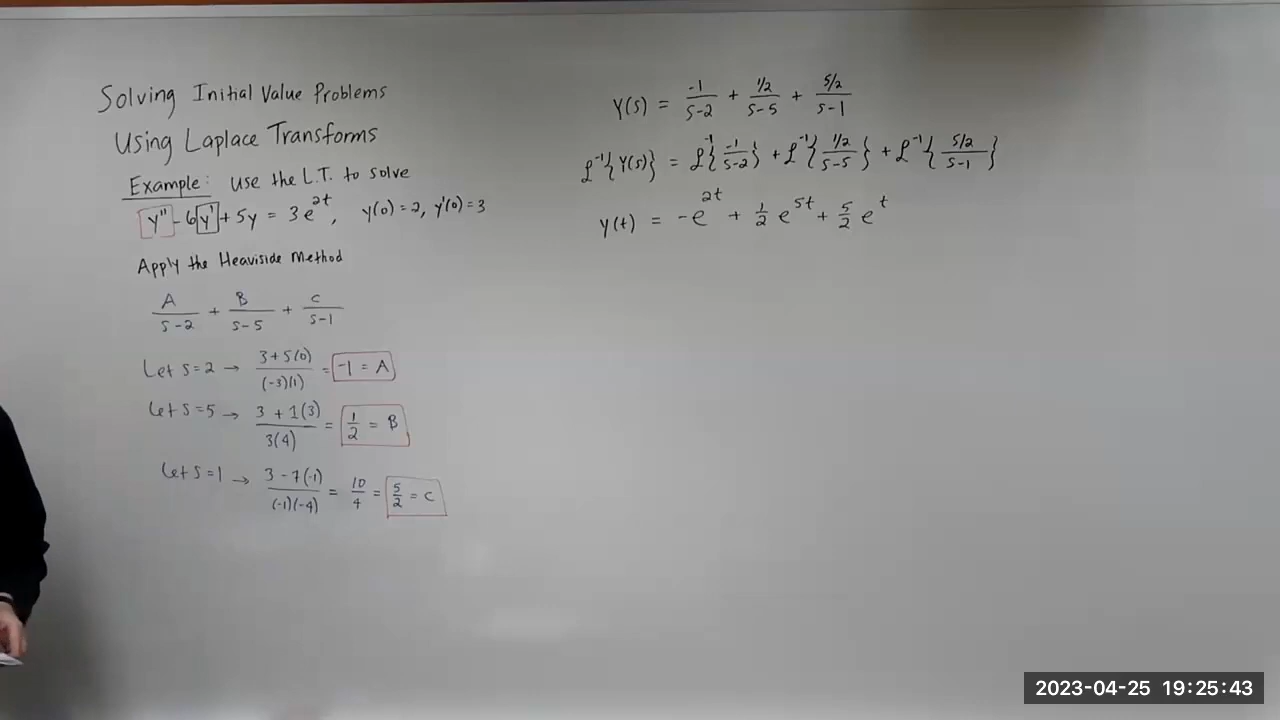 Solving Initial Value Problems
Using Laplace Transforms
Example: Use the L.T. to solve
y'' - 6y' + 5y = 3e^{2t}, y(0) = 2, y'(0) = 3
Apply the Heaviside Method
A/(s-2) + B/(s-5) + C/(s-1)
Let s=2 → (3+5(0))/((-3)(1)) = -1 = A
Let s=5 → (3+1(3))/(3(4)) = 1/2 = B
Let s=1 → (3-7(-1))/((-1)(-4)) = 10/4 = 5/2 = C
Y(s) = -1/(s-2) + (1/2)/(s-5) + (5/2)/(s-1)
ℒ^{-1}{Y(s)} = ℒ^{-1}{-1/(s-2)} + ℒ^{-1}{(1/2)/(s-5)} + ℒ^{-1}{(5/2)/(s-1)}
y(t) = -e^{2t} + 1/2 e^{5t} + 5/2 e^{t}
2023-04-25 19:25:43